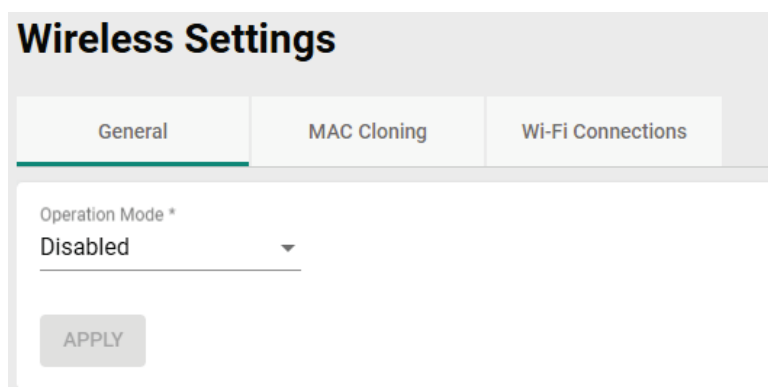 Wireless Settings
General MAC Cloning Wi-Fi Connections
Operation Mode *
Disabled
APPLY